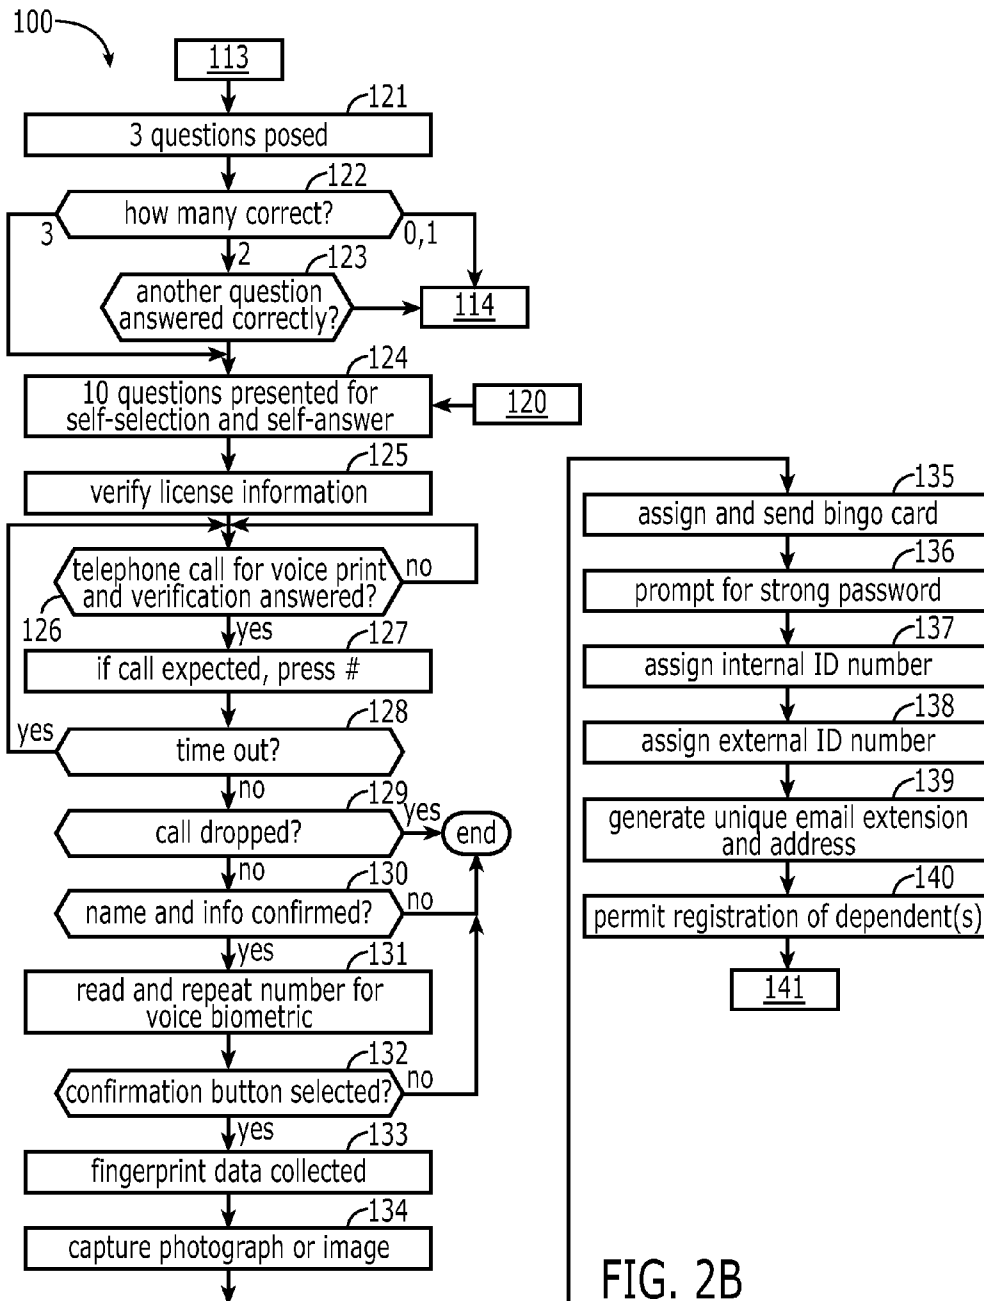 100
113
121
3 questions posed
122
how many correct?
3
0,1
2
123
another question
answered correctly?
114
124
10 questions presented for
self-selection and self-answer
120
125
verify license information
telephone call for voice print
and verification answered?
no
126
yes
127
if call expected, press #
yes
128
time out?
no
129
call dropped?
yes
end
no
130
name and info confirmed?
no
yes
131
read and repeat number for
voice biometric
132
confirmation button selected?
no
yes
133
fingerprint data collected
134
capture photograph or image
135
assign and send bingo card
136
prompt for strong password
137
assign internal ID number
138
assign external ID number
139
generate unique email extension
and address
140
permit registration of dependent(s)
141
FIG. 2B